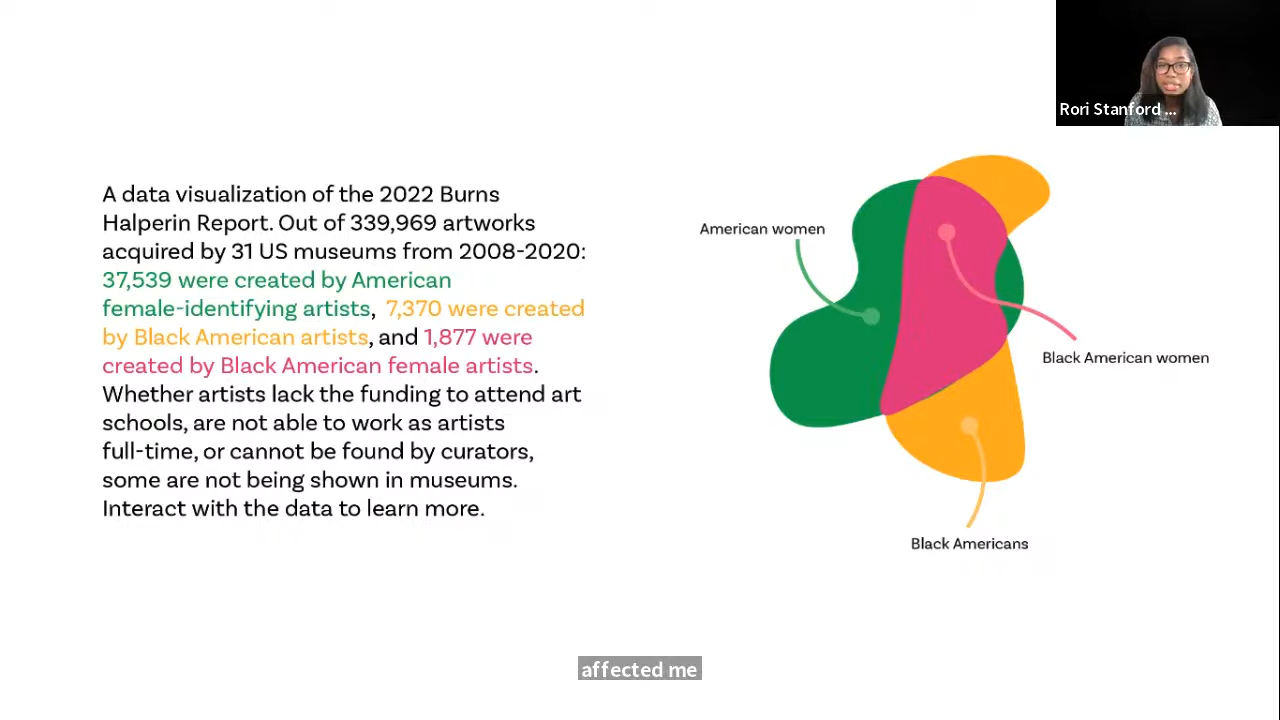 Rori Stanford ...
A data visualization of the 2022 Burns
Halperin Report. Out of 339,969 artworks
acquired by 31 US museums from 2008-2020:
37,539 were created by American
female-identifying artists, 7,370 were created
by Black American artists, and 1,877 were
created by Black American female artists.
Whether artists lack the funding to attend art
schools, are not able to work as artists
full-time, or cannot be found by curators,
some are not being shown in museums.
Interact with the data to learn more.
American women
Black American women
Black Americans
affected me